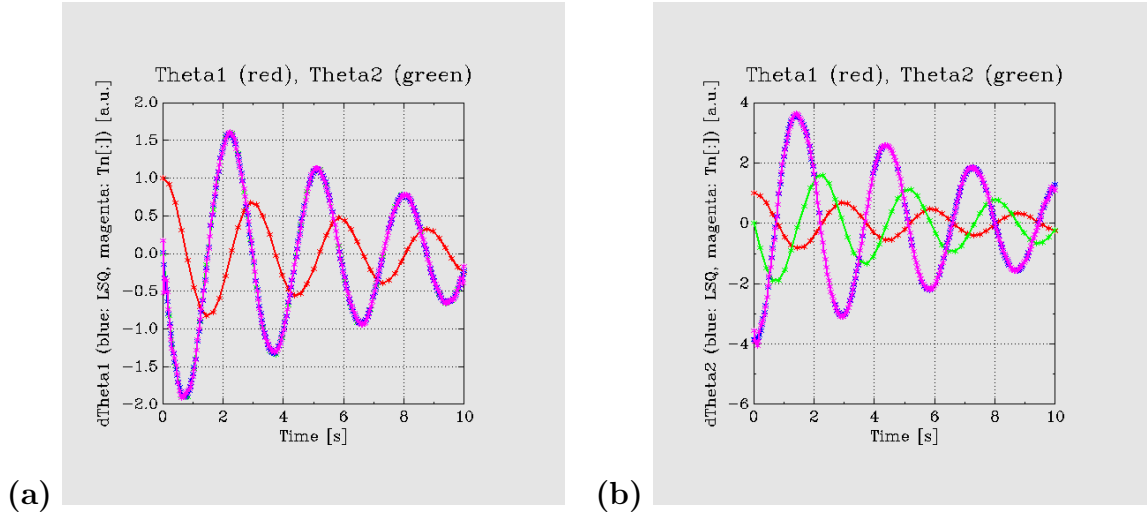 Theta1 (red), Theta2 (green)
dTheta1 (blue: LSQ, magenta: Tn[:]) [a.u.]
2.0
1.5
1.0
0.5
0.0
−0.5
−1.0
−1.5
−2.0
0 2 4 6 8 10
Time [s]
(a)
Theta1 (red), Theta2 (green)
dTheta2 (blue: LSQ, magenta: Tn[:]) [a.u.]
4
2
0
−2
−4
−6
0 2 4 6 8 10
Time [s]
(b)